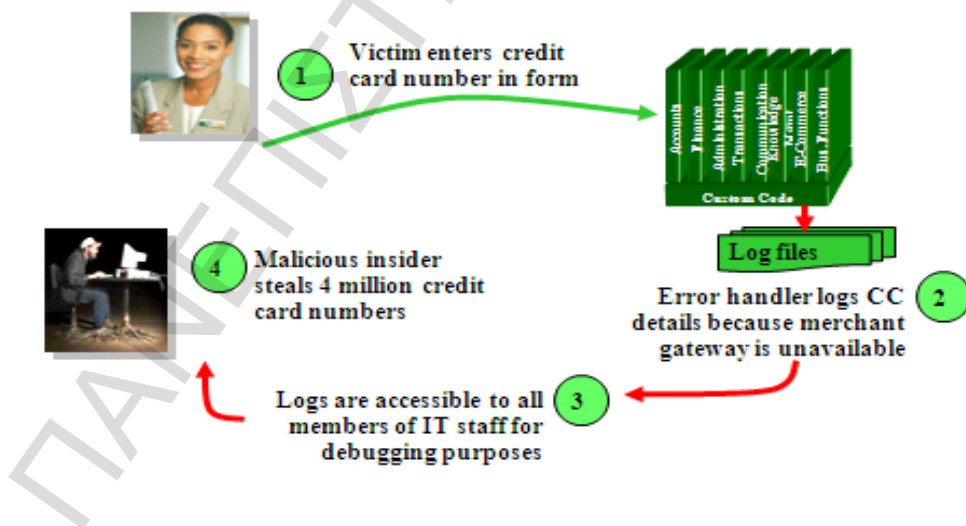 1
Victim enters credit
card number in form
Accounts
Finance
Administration
Transactions
Communication
Knowledge
E-Commerce
Bus. Functions
Custom Code
Log files
2
Error handler logs CC
details because merchant
gateway is unavailable
3
Logs are accessible to all
members of IT staff for
debugging purposes
4
Malicious insider
steals 4 million credit
card numbers
ΠΑΝΕΠΙΣΤ